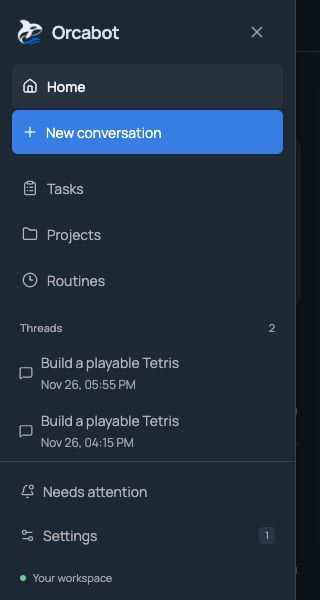 Orcabot
Home
New conversation
Tasks
Projects
Routines
Threads 2
Build a playable Tetris
Nov 26, 05:55 PM
Build a playable Tetris
Nov 26, 04:15 PM
Needs attention
Settings 1
Your workspace